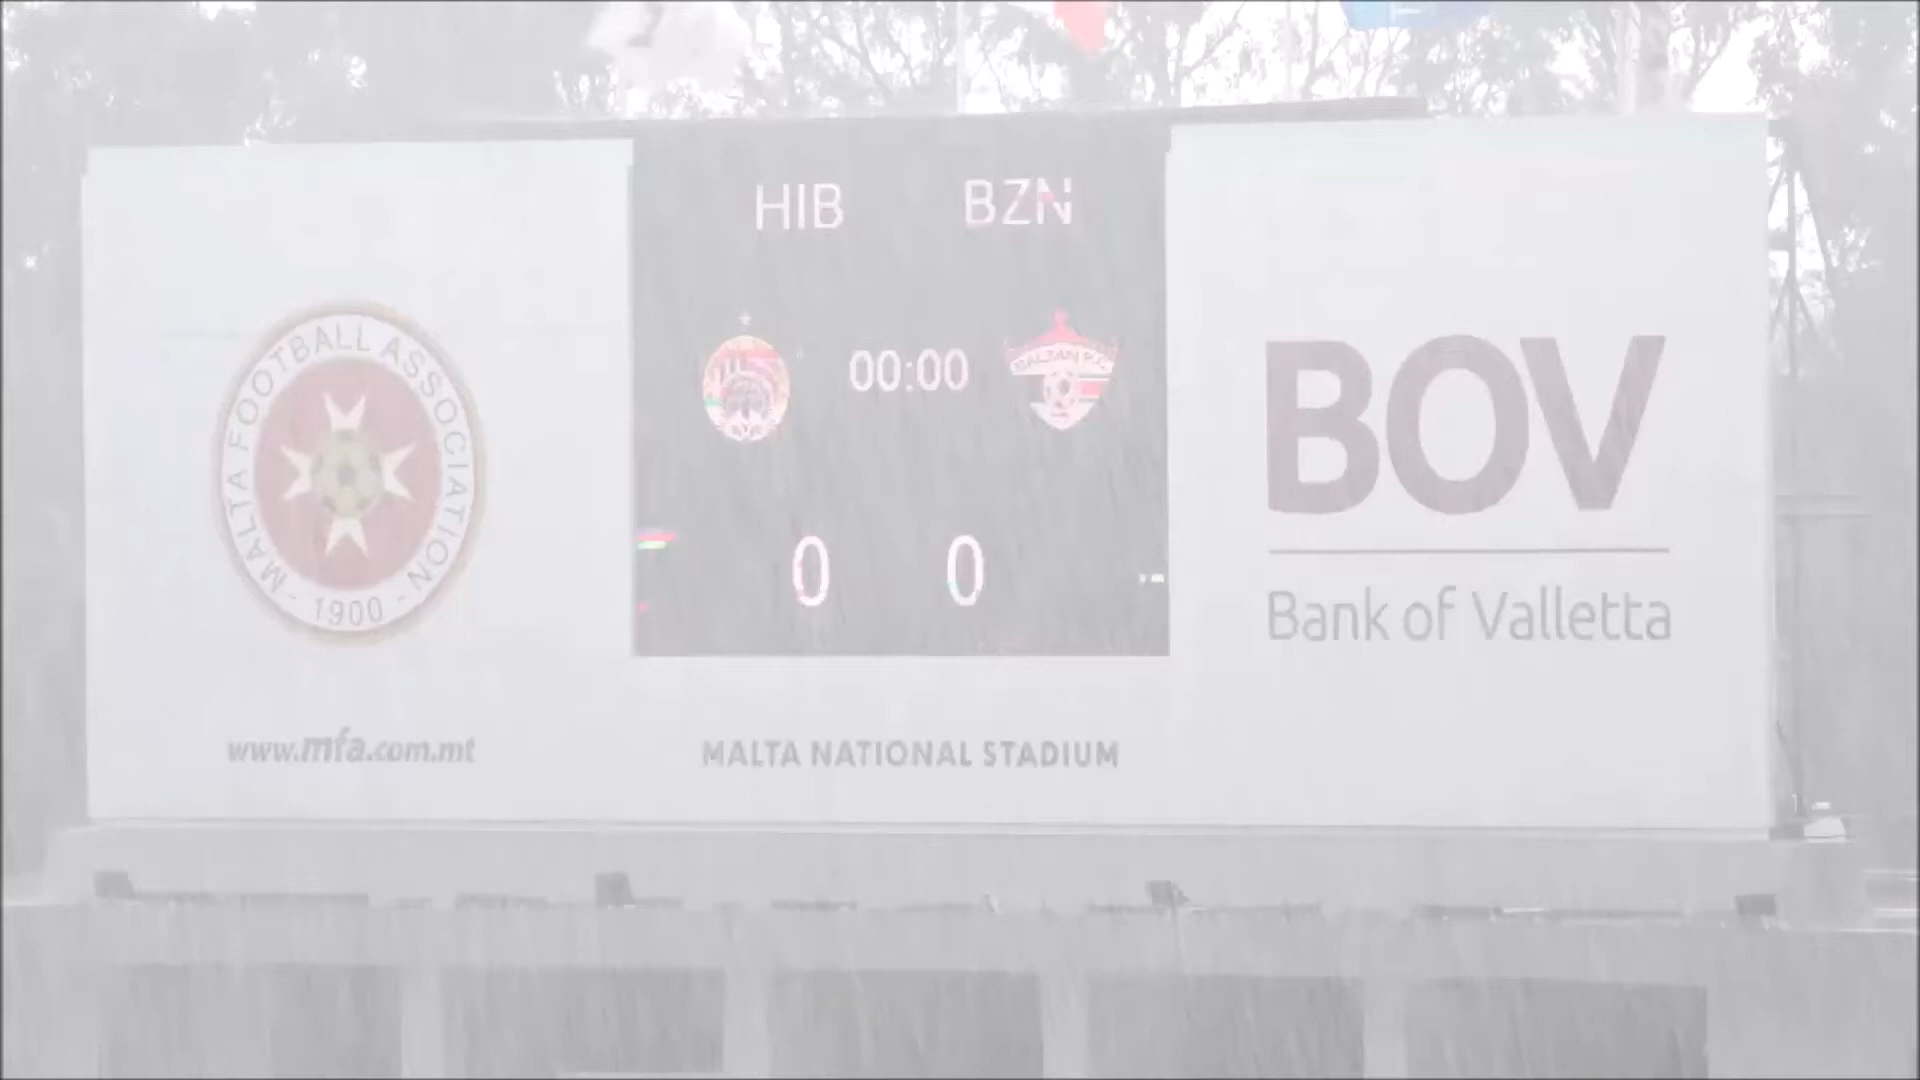 HIB BZN
MALTA FOOTBALL ASSOCIATION
- 1900 -
BALZAN F.C.
00:00
0 0
BOV
Bank of Valletta
www.mfa.com.mt
MALTA NATIONAL STADIUM